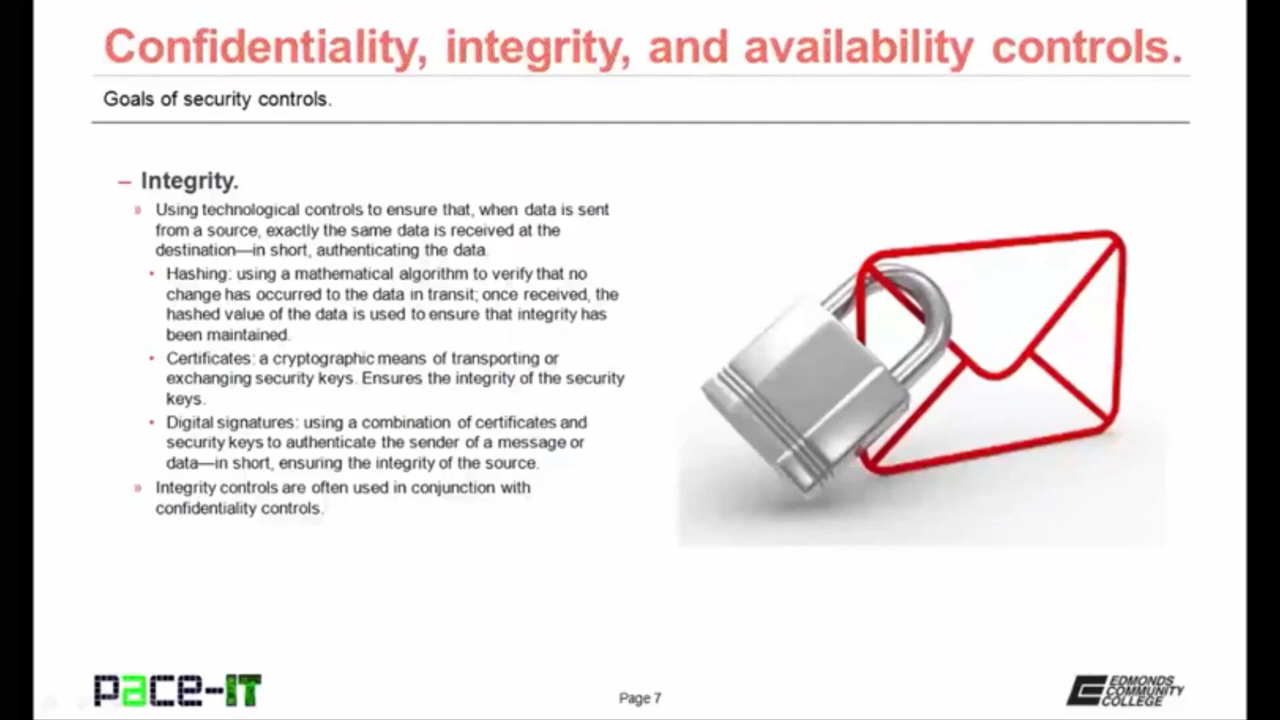 Confidentiality, integrity, and availability controls.
Goals of security controls.
– Integrity.
» Using technological controls to ensure that, when data is sent
from a source, exactly the same data is received at the
destination—in short, authenticating the data.
• Hashing: using a mathematical algorithm to verify that no
change has occurred to the data in transit; once received, the
hashed value of the data is used to ensure that integrity has
been maintained.
• Certificates: a cryptographic means of transporting or
exchanging security keys. Ensures the integrity of the security
keys.
• Digital signatures: using a combination of certificates and
security keys to authenticate the sender of a message or
data—in short, ensuring the integrity of the source.
» Integrity controls are often used in conjunction with
confidentiality controls.
pace-IT
Page 7
EDMONDS
COMMUNITY
COLLEGE